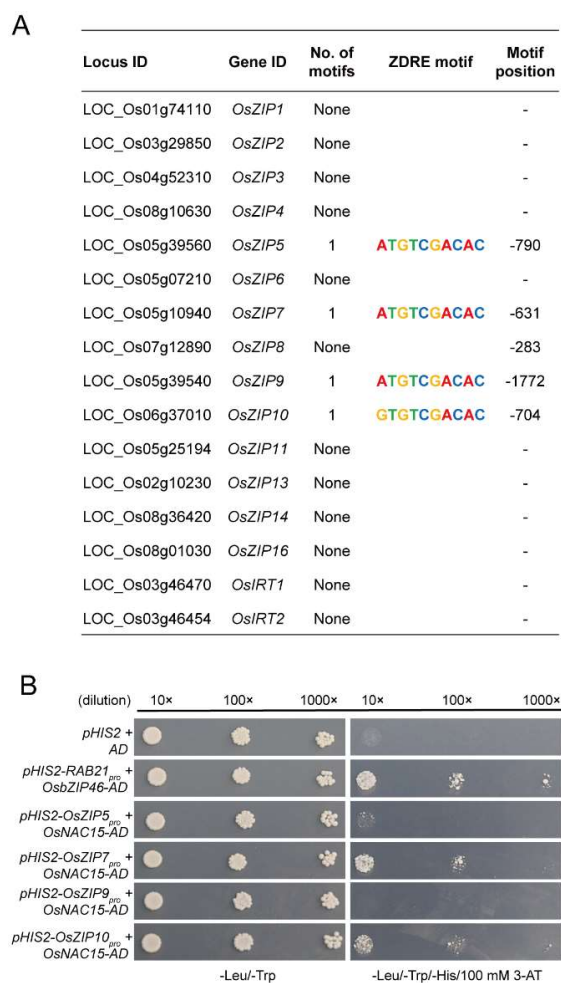 A
Locus ID Gene ID No. of motifs ZDRE motif Motif position
LOC_Os01g74110 OsZIP1 None -
LOC_Os03g29850 OsZIP2 None -
LOC_Os04g52310 OsZIP3 None -
LOC_Os08g10630 OsZIP4 None -
LOC_Os05g39560 OsZIP5 1 ATGTCGACAC -790
LOC_Os05g07210 OsZIP6 None -
LOC_Os05g10940 OsZIP7 1 ATGTCGACAC -631
LOC_Os07g12890 OsZIP8 None -283
LOC_Os05g39540 OsZIP9 1 ATGTCGACAC -1772
LOC_Os06g37010 OsZIP10 1 GTGTCGACAC -704
LOC_Os05g25194 OsZIP11 None -
LOC_Os02g10230 OsZIP13 None -
LOC_Os08g36420 OsZIP14 None -
LOC_Os08g01030 OsZIP16 None -
LOC_Os03g46470 OsIRT1 None -
LOC_Os03g46454 OsIRT2 None -
B
(dilution) 10× 100× 1000× 10× 100× 1000×
pHIS2 +
AD
pHIS2-RAB21pro +
OsbZIP46-AD
pHIS2-OsZIP5pro +
OsNAC15-AD
pHIS2-OsZIP7pro +
OsNAC15-AD
pHIS2-OsZIP9pro +
OsNAC15-AD
pHIS2-OsZIP10pro +
OsNAC15-AD
-Leu/-Trp -Leu/-Trp/-His/100 mM 3-AT